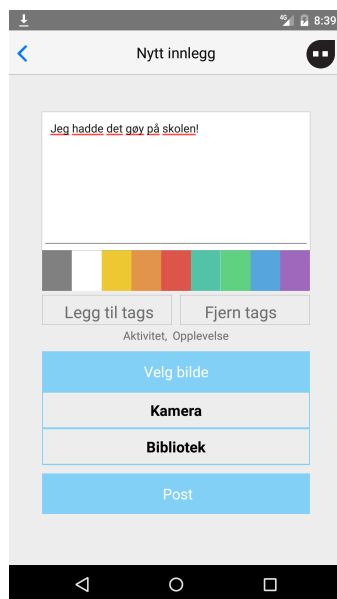 4G 8:39
Nytt innlegg
Jeg hadde det gøy på skolen!
Legg til tags Fjern tags
Aktivitet, Opplevelse
Velg bilde
Kamera
Bibliotek
Post